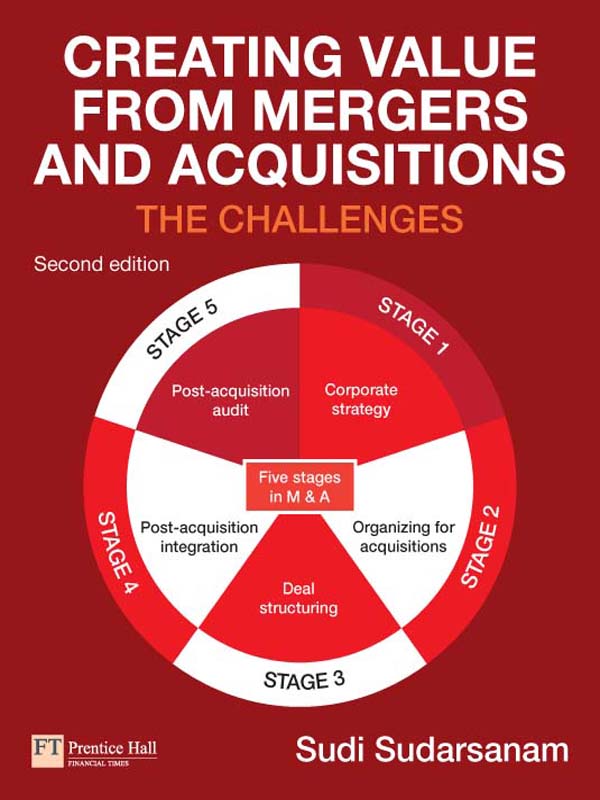 CREATING VALUE
FROM MERGERS
AND ACQUISITIONS
THE CHALLENGES
Second edition
STAGE 1
Corporate
strategy
STAGE 2
Organizing for
acquisitions
STAGE 3
Deal
structuring
STAGE 4
Post-acquisition
integration
STAGE 5
Post-acquisition
audit
Five stages
in M & A
FT
Prentice Hall
FINANCIAL TIMES
Sudi Sudarsanam